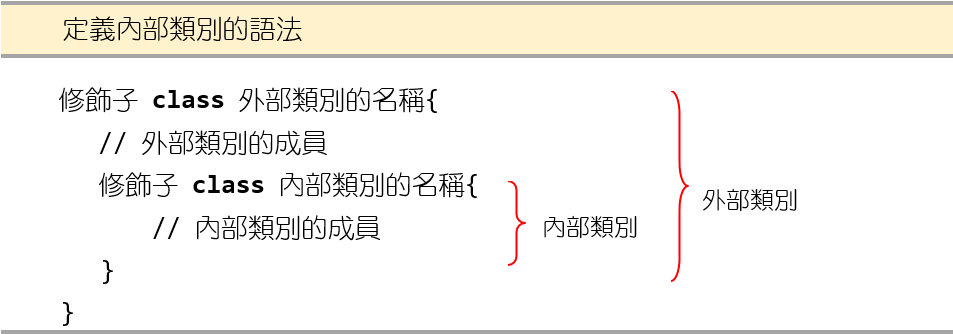 定義內部類別的語法
修飾子 class 外部類別的名稱{
// 外部類別的成員
修飾子 class 內部類別的名稱{
// 內部類別的成員
}
}
內部類別
外部類別